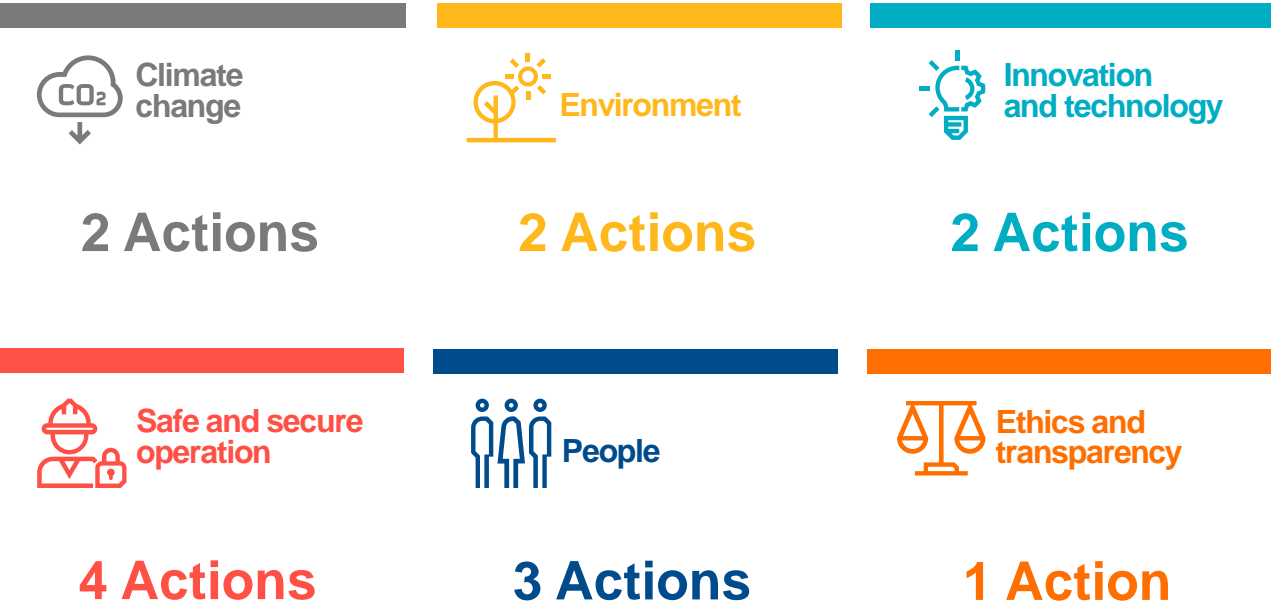 CO₂
Climate
change
Environment
Innovation
and technology
2 Actions
2 Actions
2 Actions
Safe and secure
operation
People
Ethics and
transparency
4 Actions
3 Actions
1 Action